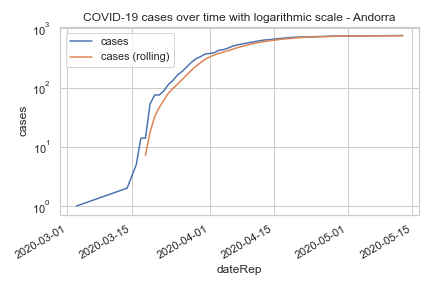 COVID-19 cases over time with logarithmic scale - Andorra
cases
cases (rolling)
10³
10²
10¹
10⁰
cases
2020-03-01
2020-03-15
2020-04-01
2020-04-15
2020-05-01
2020-05-15
dateRep